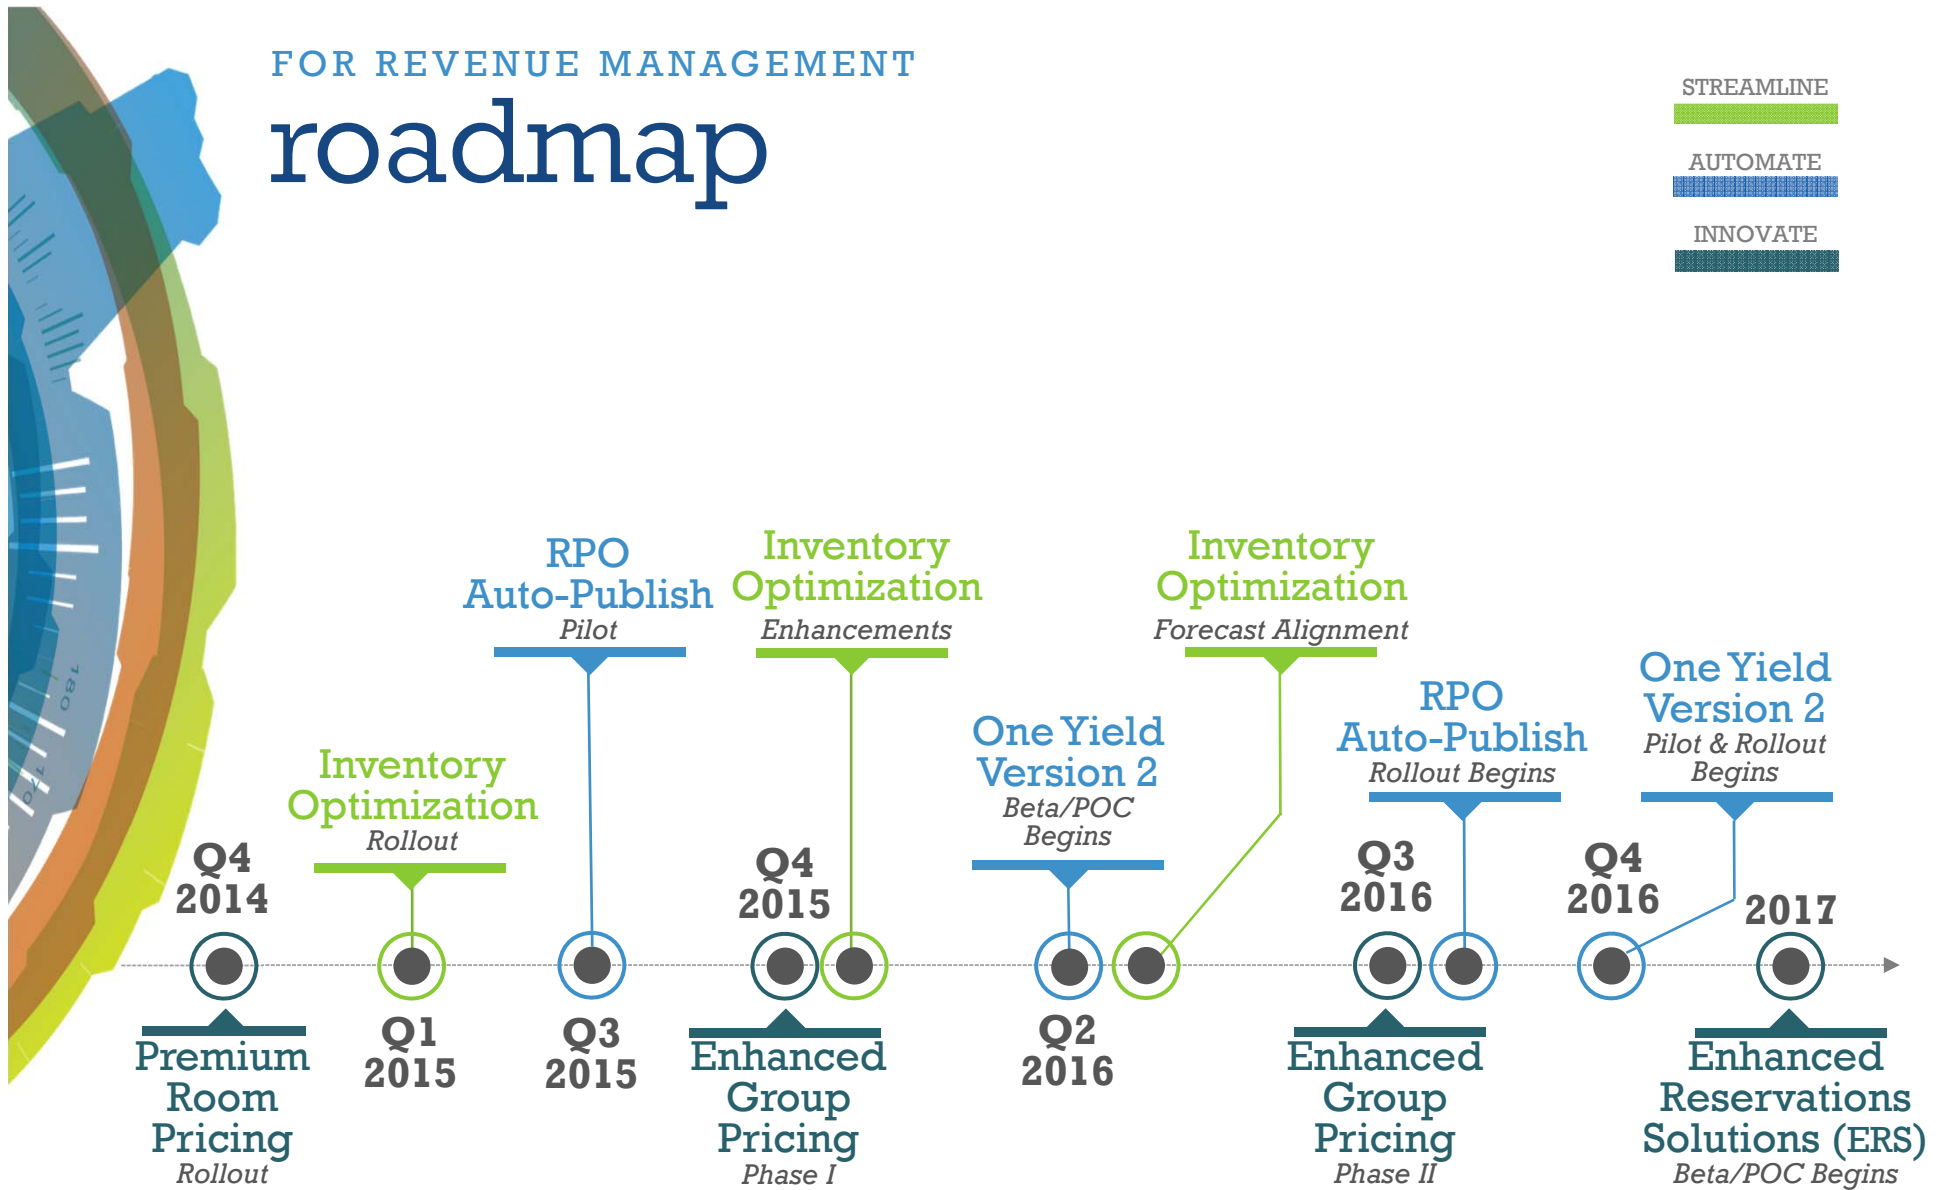 FOR REVENUE MANAGEMENT
roadmap
STREAMLINE
AUTOMATE
INNOVATE
Q4
2014
Premium
Room
Pricing
Rollout
Inventory
Optimization
Rollout
Q1
2015
RPO
Auto-Publish
Pilot
Q3
2015
Q4
2015
Enhanced
Group
Pricing
Phase I
Inventory
Optimization
Enhancements
One Yield
Version 2
Beta/POC
Begins
Q2
2016
Inventory
Optimization
Forecast Alignment
Q3
2016
Enhanced
Group
Pricing
Phase II
RPO
Auto-Publish
Rollout Begins
Q4
2016
One Yield
Version 2
Pilot & Rollout
Begins
2017
Enhanced
Reservations
Solutions (ERS)
Beta/POC Begins
180
170